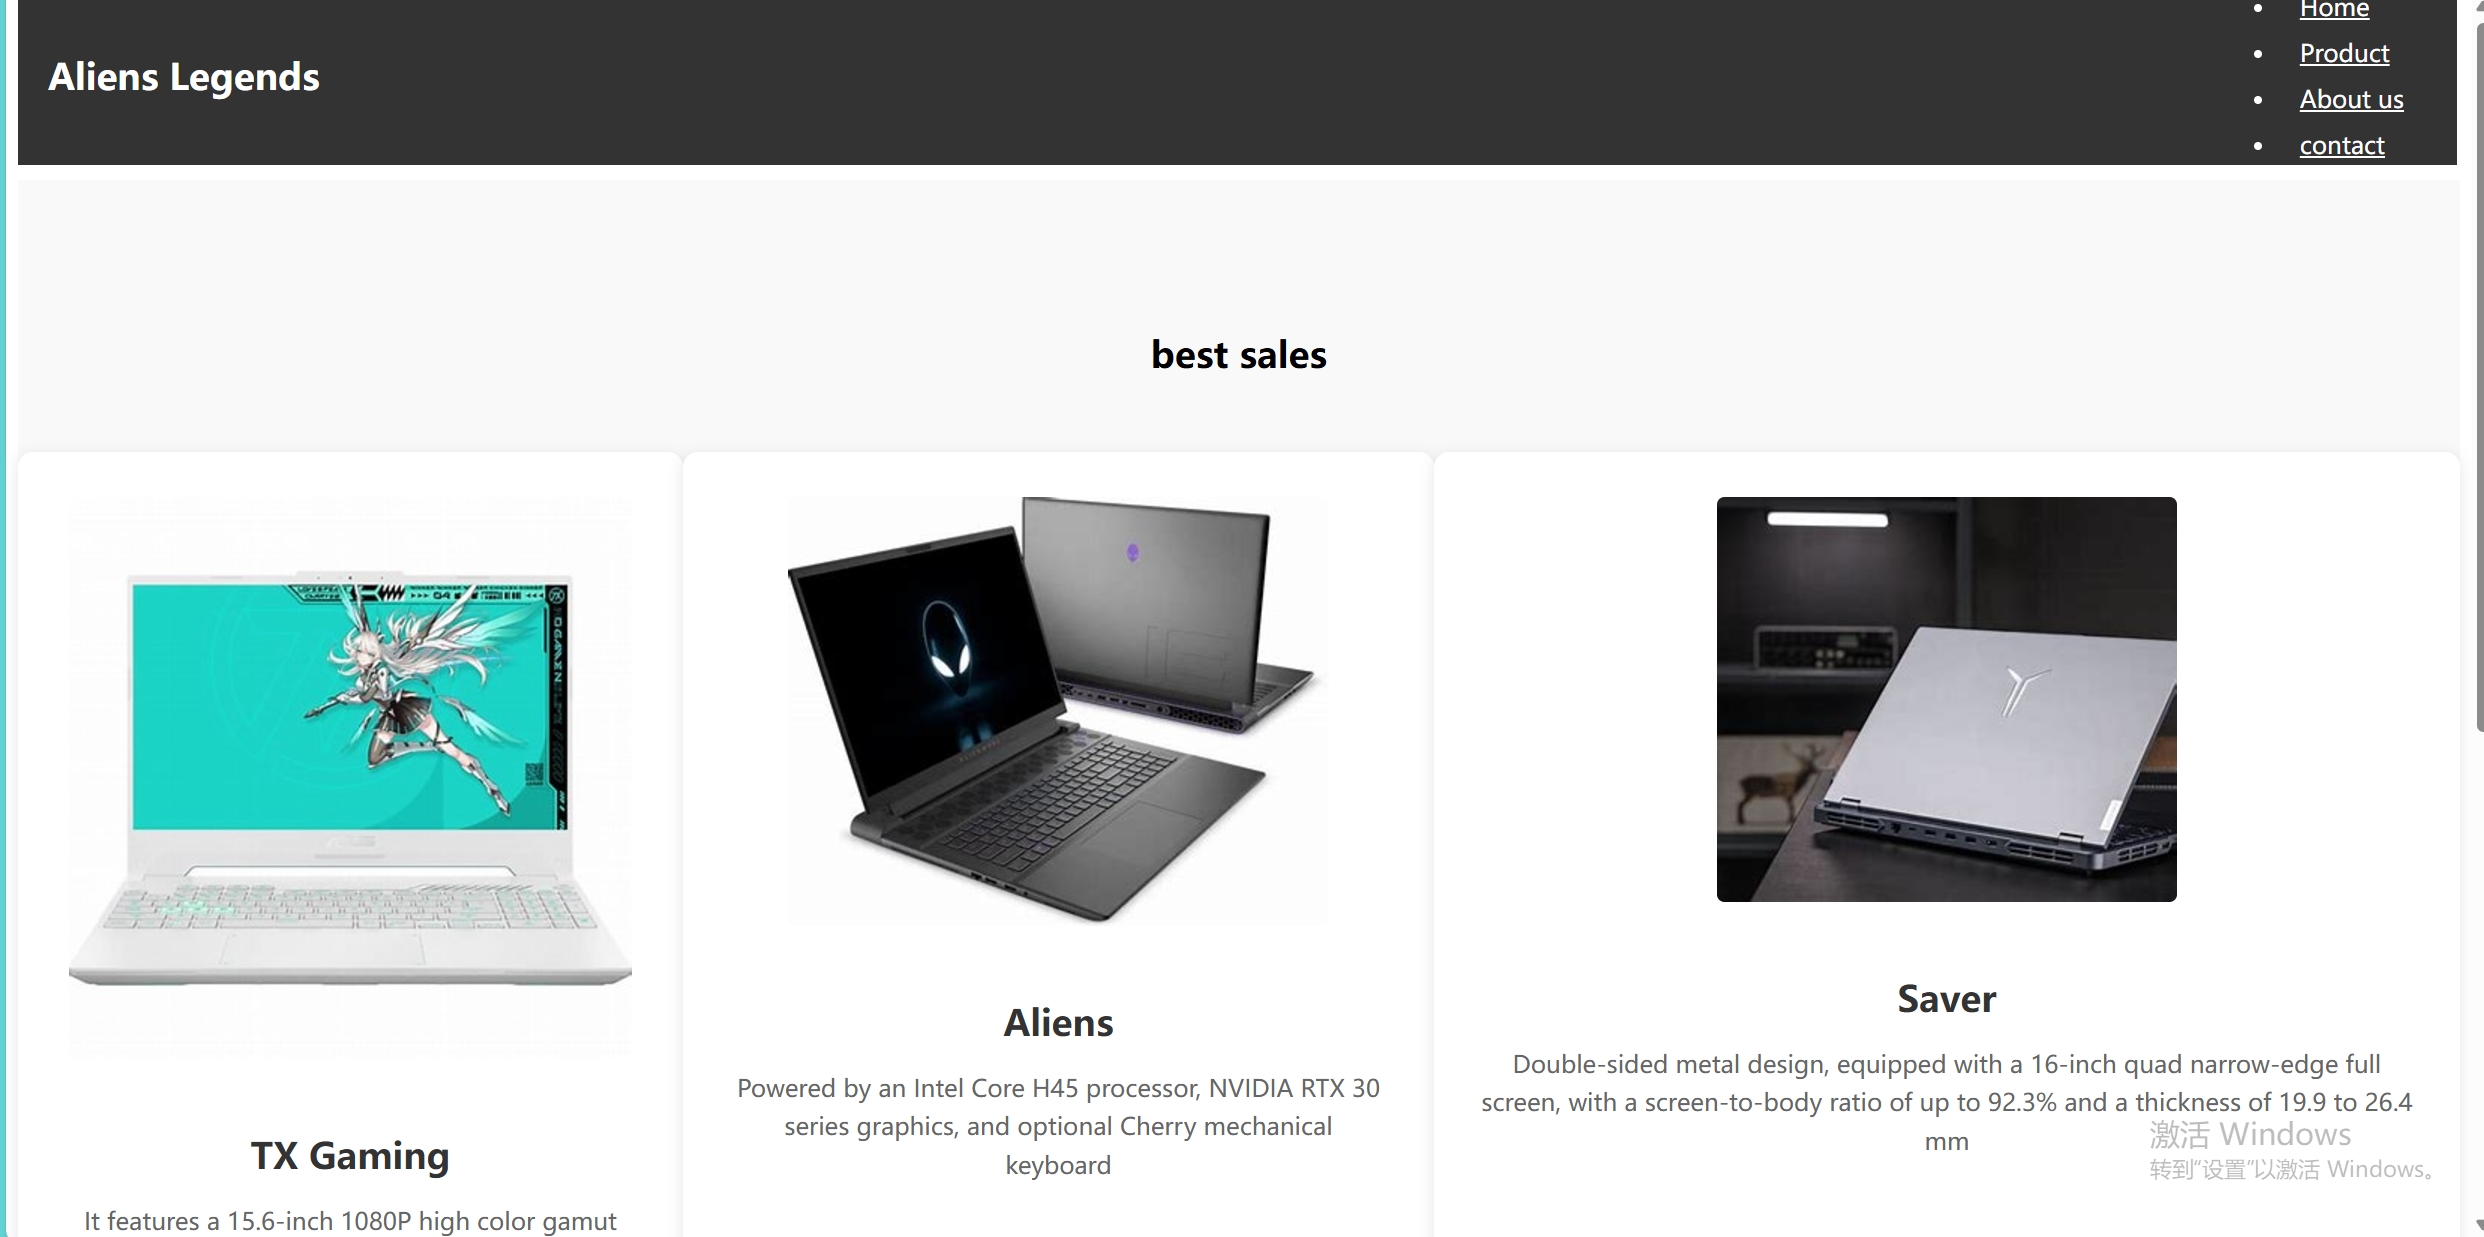 Home
Product
Aliens Legends
About us
contact
best sales
Aliens
Saver
Powered by an Intel Core H45 processor, NVIDIA RTX 30
series graphics, and optional Cherry mechanical
keyboard
Double-sided metal design, equipped with a 16-inch quad narrow-edge full
screen, with a screen-to-body ratio of up to 92.3% and a thickness of 19.9 to 26.4
mm
TX Gaming
It features a 15.6-inch 1080P high color gamut
激活 Windows
转到“设置”以激活 Windows。